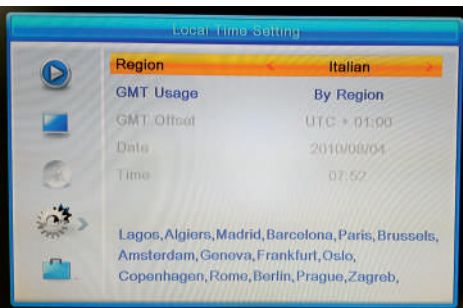 Local Time Setting
Region < Italian >
GMT Usage By Region
GMT Offset UTC + 01:00
Date 2010/08/04
Time 07:52
Lagos,Algiers,Madrid,Barcelona,Paris,Brussels,
Amsterdam,Geneva,Frankfurt,Oslo,
Copenhagen,Rome,Berlin,Prague,Zagreb,